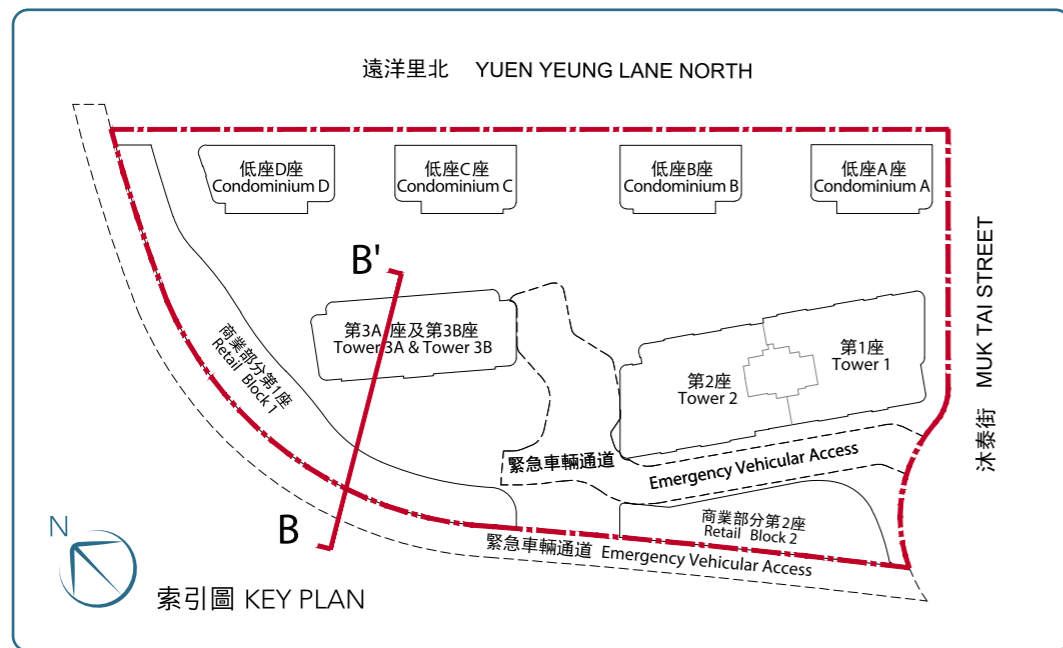 遠洋里北 YUEN YEUNG LANE NORTH
低座D座
Condominium D
低座C座
Condominium C
低座B座
Condominium B
低座A座
Condominium A
沐泰街 MUK TAI STREET
B'
第3A座及第3B座
Tower 3A & Tower 3B
第1座
Tower 1
第2座
Tower 2
商業部分第1座
Retail Block 1
緊急車輛通道 Emergency Vehicular Access
商業部分第2座
Retail Block 2
B
緊急車輛通道 Emergency Vehicular Access
N
索引圖 KEY PLAN